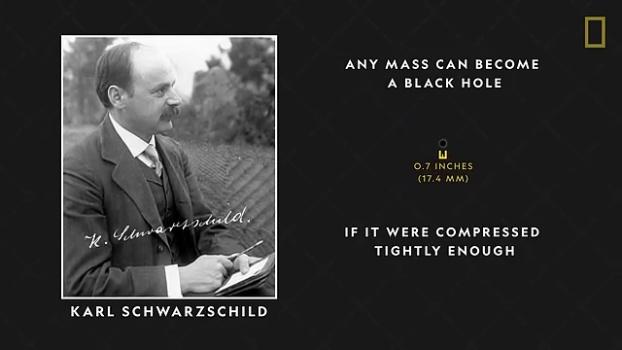 ANY MASS CAN BECOME
A BLACK HOLE
0.7 INCHES
(17.4 MM)
IF IT WERE COMPRESSED
TIGHTLY ENOUGH
K. Schwarzschild.
KARL SCHWARZSCHILD